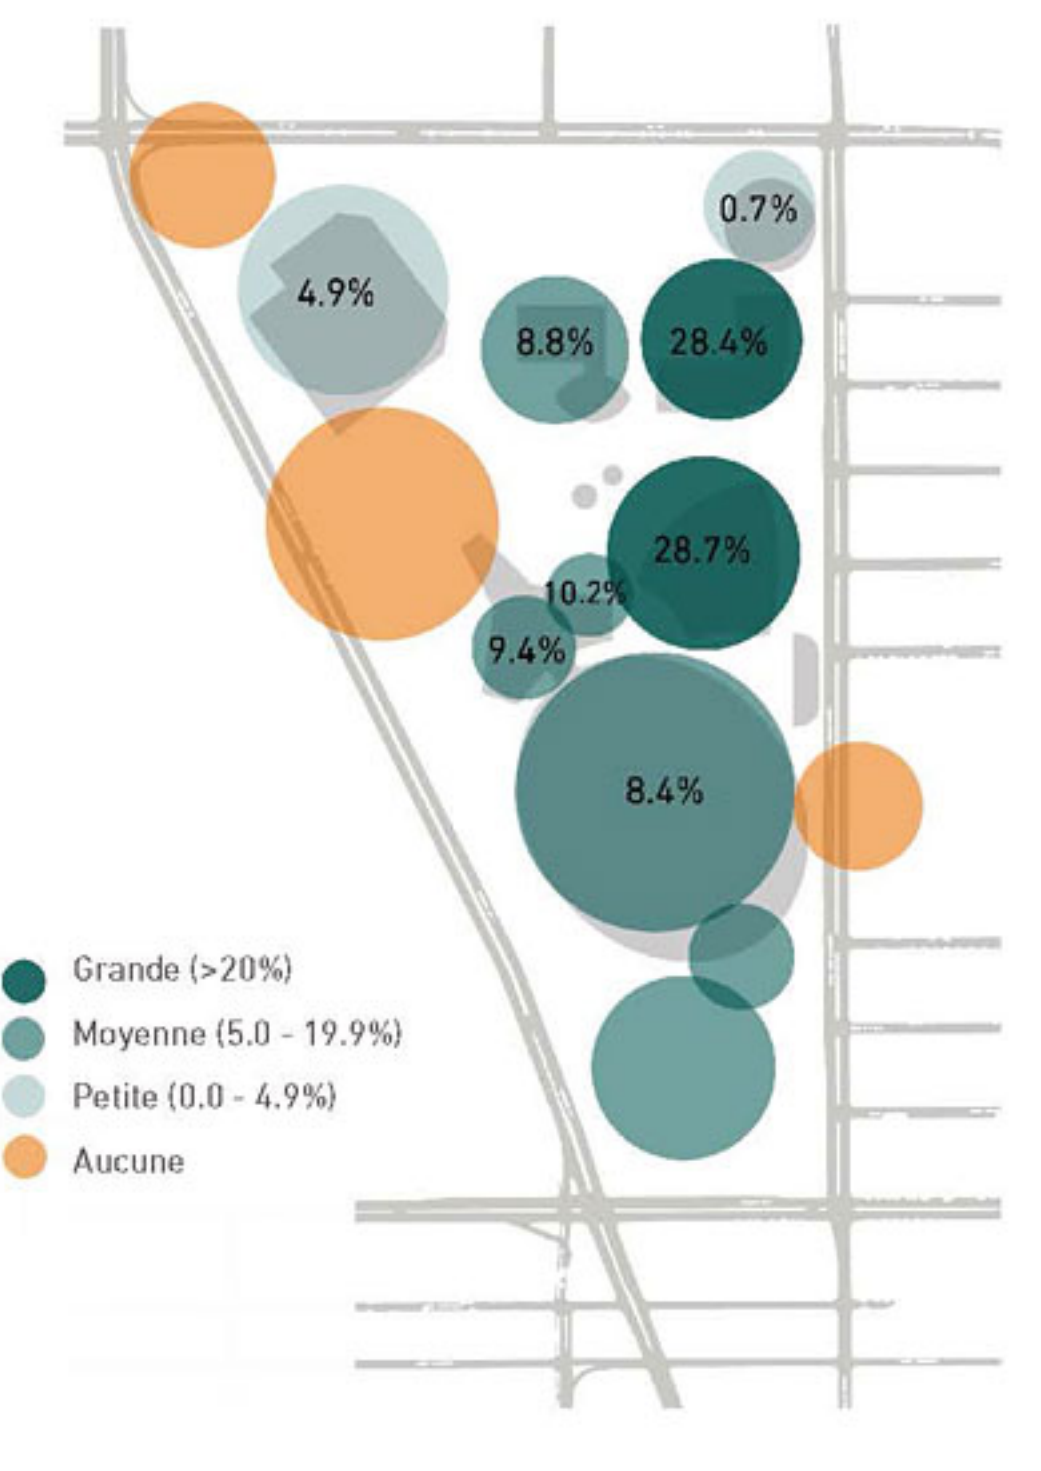 0.7%
4.9%
8.8%
28.4%
28.7%
10.2%
9.4%
8.4%
Grande (>20%)
Moyenne (5.0 - 19.9%)
Petite (0.0 - 4.9%)
Aucune